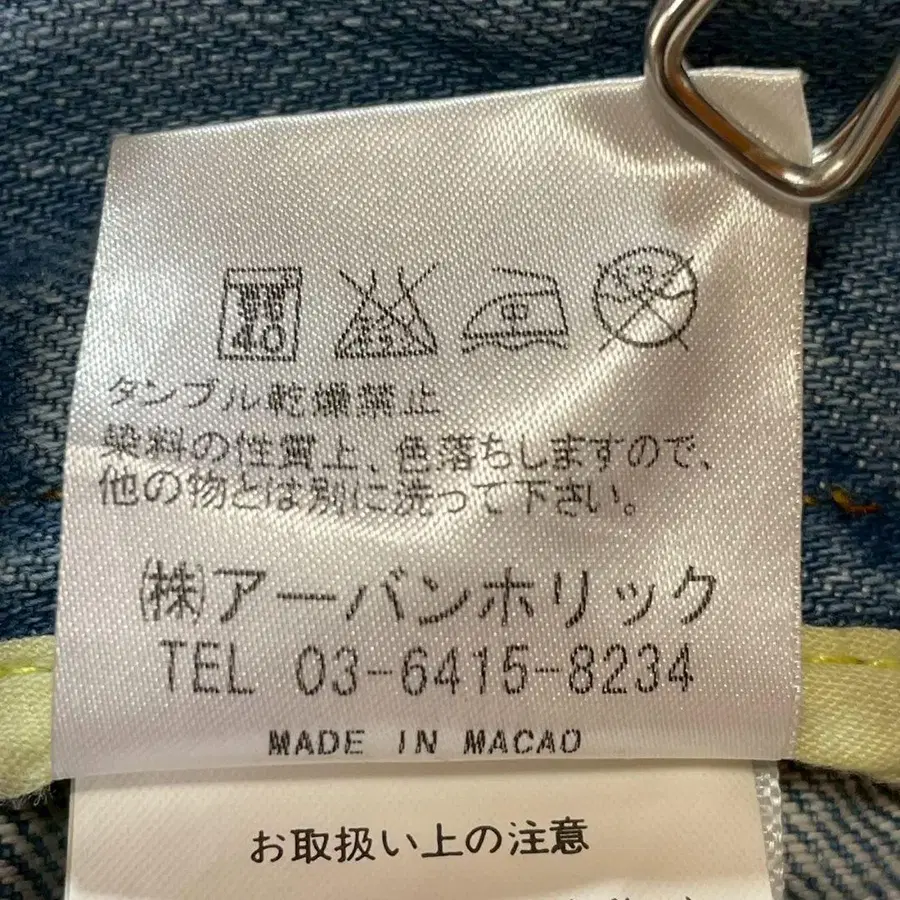 40
タンブル乾燥禁止
染料の性質上、色落ちしますので、
他の物とは別に洗って下さい。
㈱アーバンホリック
TEL 03-6415-8234
MADE IN MACAO
お取扱い上の注意